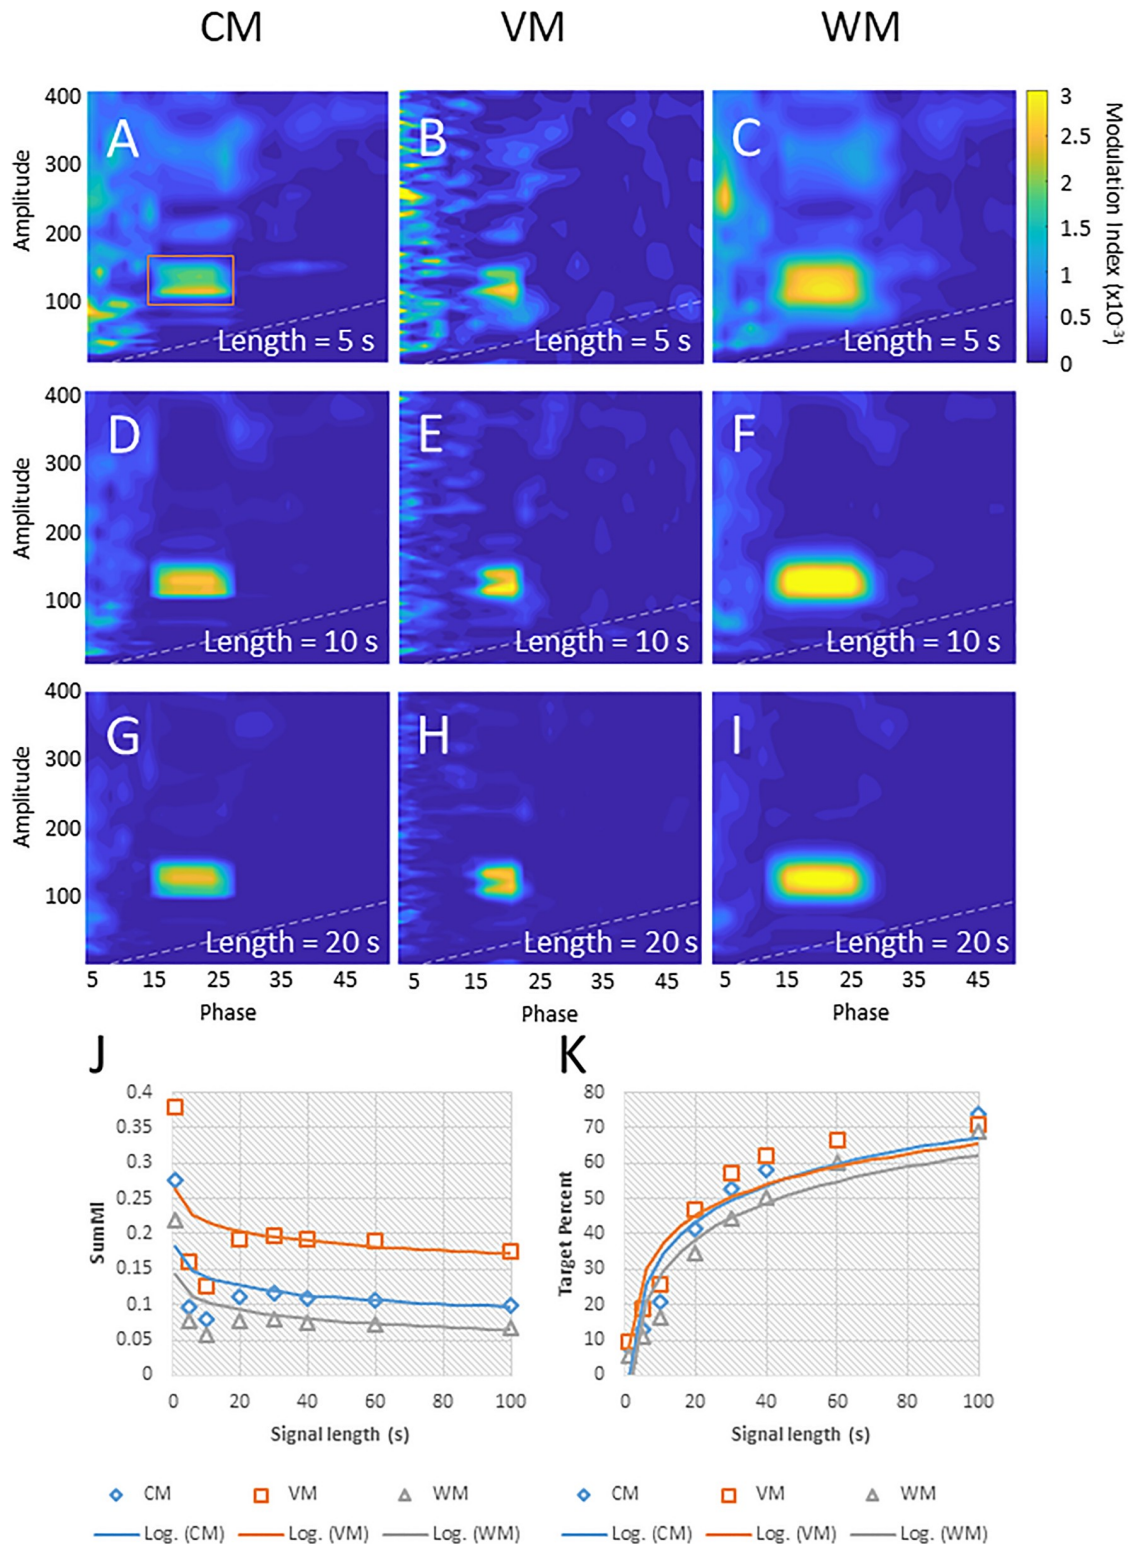 CM VM WM
400
300
200
100
Amplitude
A
Length = 5 s
B
Length = 5 s
C
Length = 5 s
3
2.5
2
1.5
1
0.5
0
Modulation Index (x10⁻³)
400
300
200
100
Amplitude
D
Length = 10 s
E
Length = 10 s
F
Length = 10 s
400
300
200
100
Amplitude
G
Length = 20 s
H
Length = 20 s
I
Length = 20 s
5 15 25 35 45
Phase
5 15 25 35 45
Phase
5 15 25 35 45
Phase
J
0.4
0.35
0.3
0.25
0.2
0.15
0.1
0.05
0
SumMI
0 20 40 60 80 100
Signal length (s)
K
80
70
60
50
40
30
20
10
0
Target Percent
0 20 40 60 80 100
Signal length (s)
CM VM WM
Log. (CM) Log. (VM) Log. (WM)
CM VM WM
Log. (CM) Log. (VM) Log. (WM)